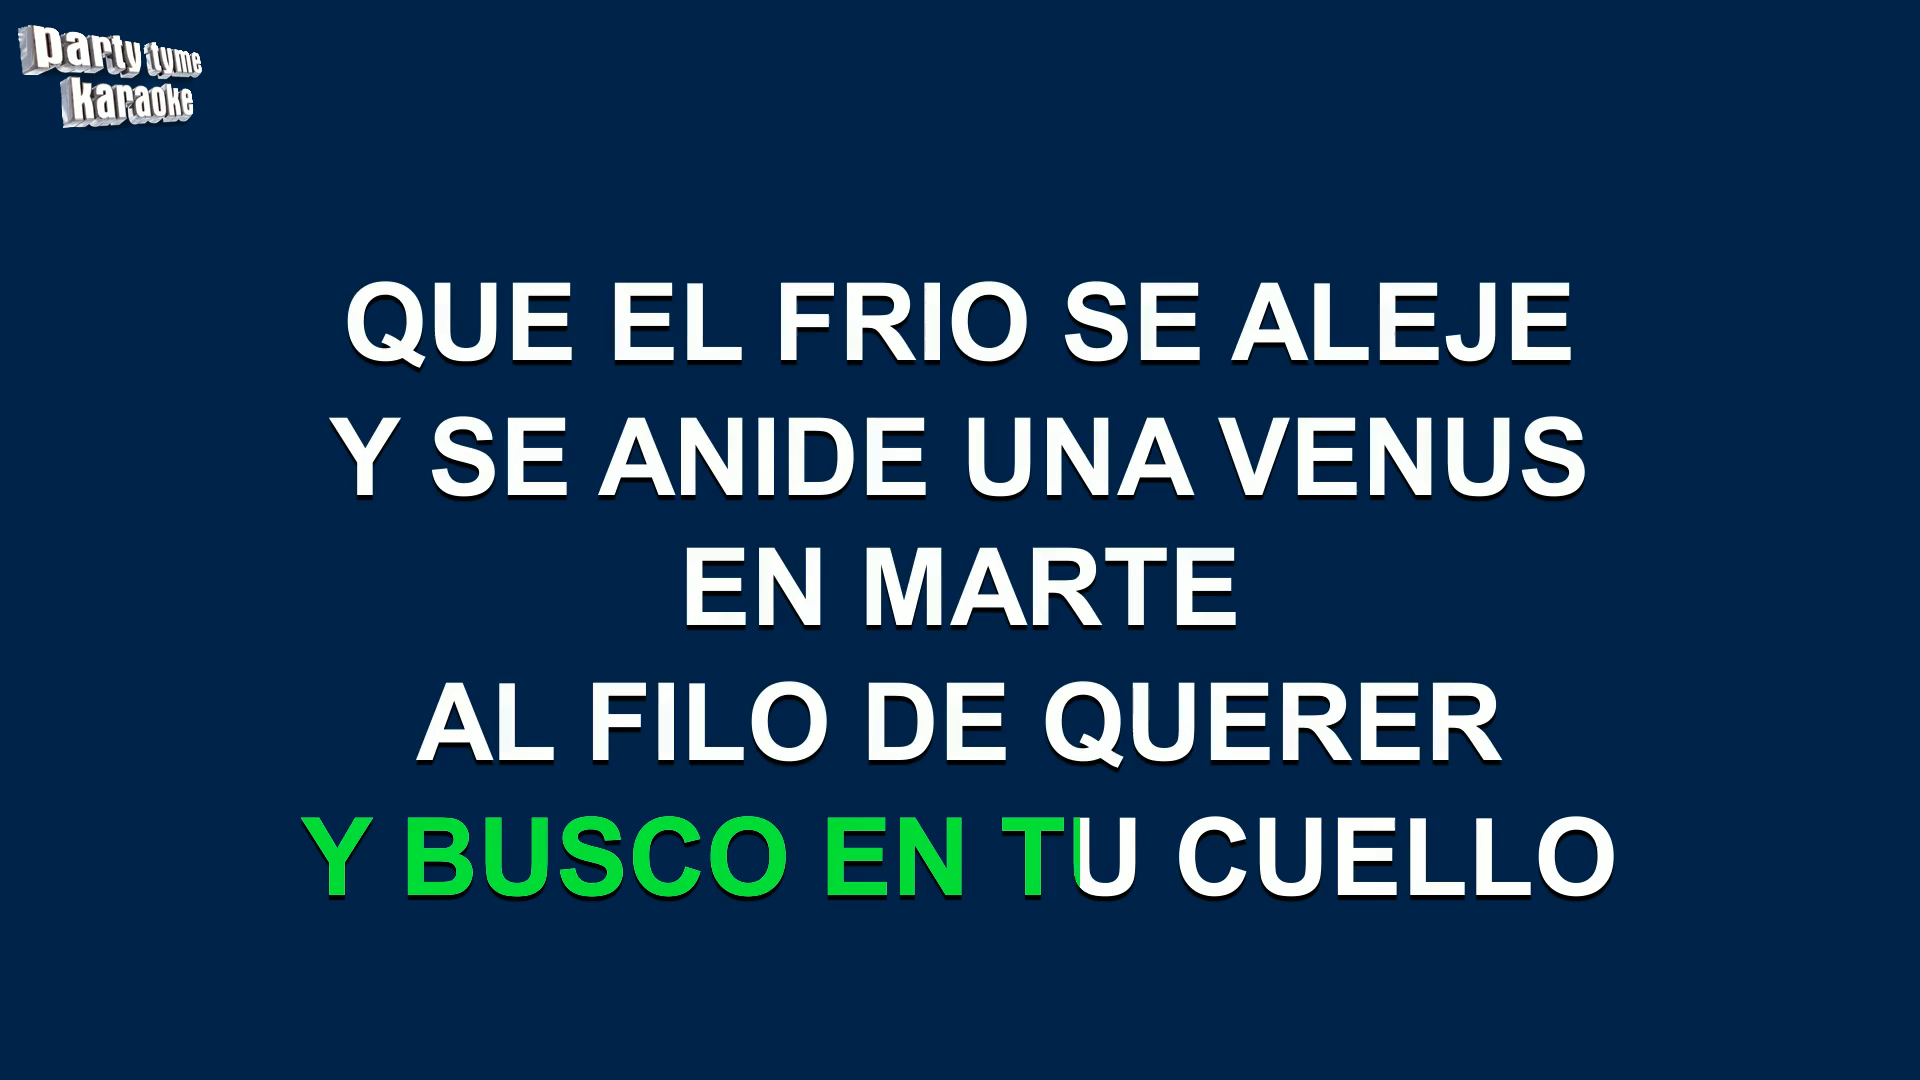 party tyme
karaoke
QUE EL FRIO SE ALEJE
Y SE ANIDE UNA VENUS
EN MARTE
AL FILO DE QUERER
Y BUSCO EN TU CUELLO